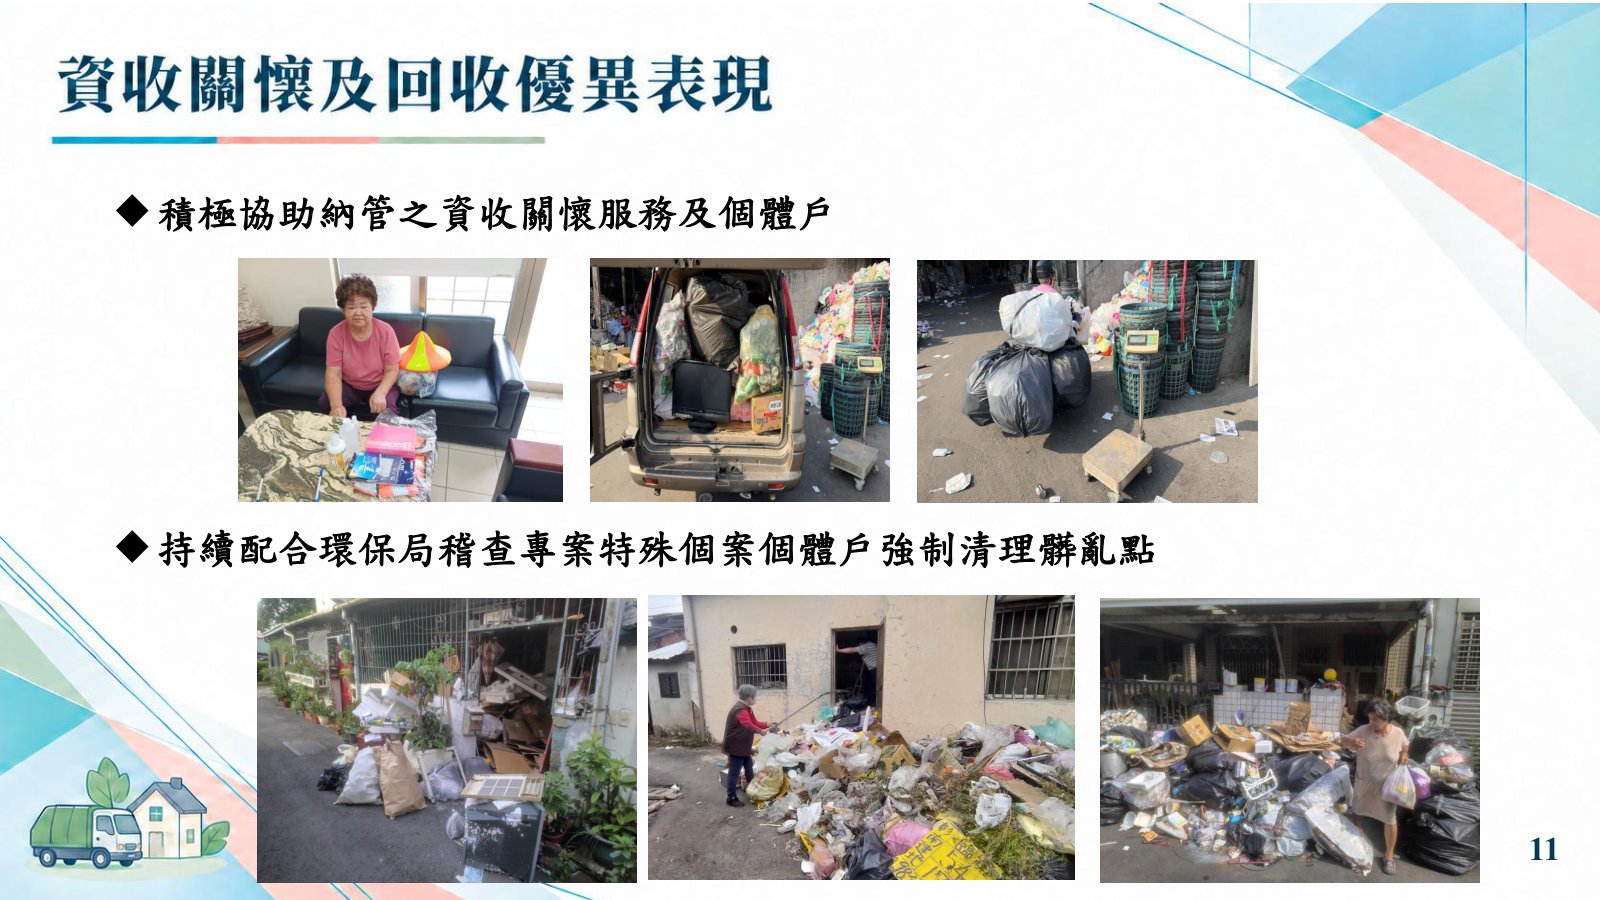 資收關懷及回收優異表現
◆積極協助納管之資收關懷服務及個體戶
◆持續配合環保局稽查專案特殊個案個體戶強制清理髒亂點
11